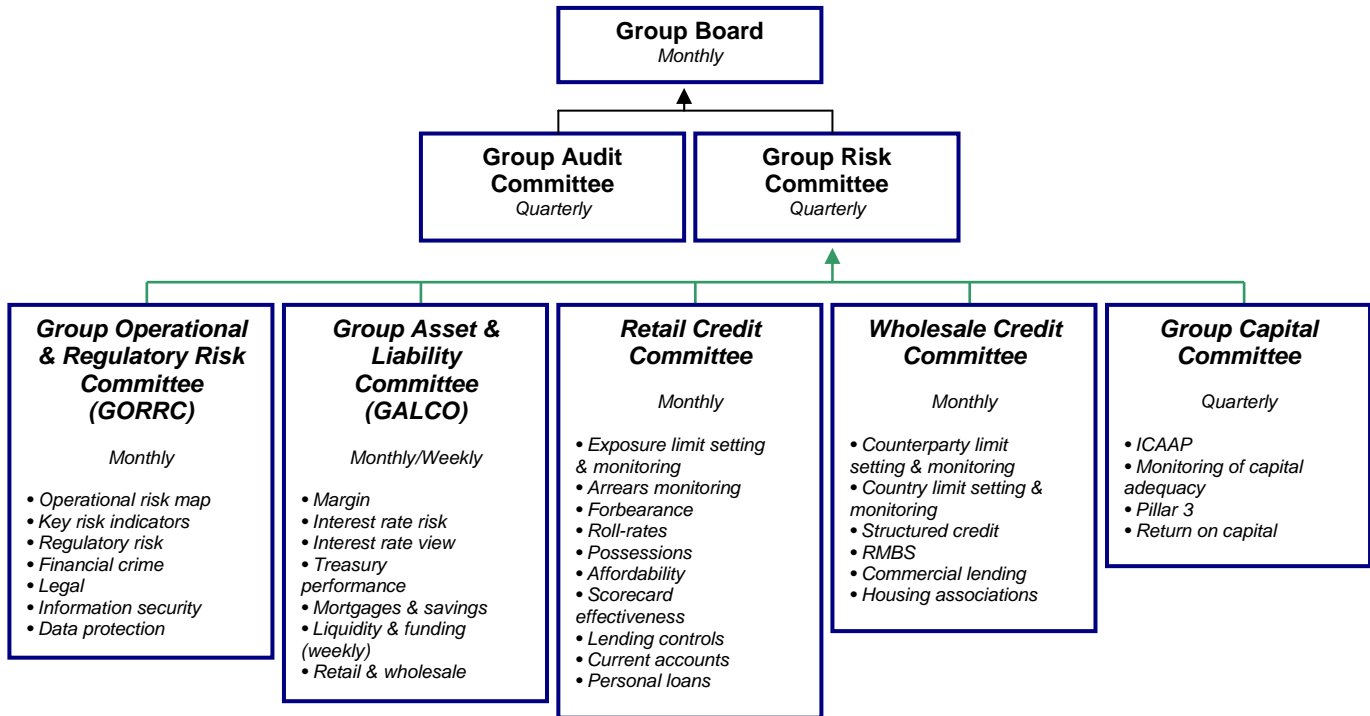 Group Board
Monthly
Group Audit
Committee
Quarterly
Group Risk
Committee
Quarterly
Group Operational
& Regulatory Risk
Committee
(GORRC)
Monthly
• Operational risk map
• Key risk indicators
• Regulatory risk
• Financial crime
• Legal
• Information security
• Data protection
Group Asset &
Liability
Committee
(GALCO)
Monthly/Weekly
• Margin
• Interest rate risk
• Interest rate view
• Treasury
performance
• Mortgages & savings
• Liquidity & funding
(weekly)
• Retail & wholesale
Retail Credit
Committee
Monthly
• Exposure limit setting
& monitoring
• Arrears monitoring
• Forbearance
• Roll-rates
• Possessions
• Affordability
• Scorecard
effectiveness
• Lending controls
• Current accounts
• Personal loans
Wholesale Credit
Committee
Monthly
• Counterparty limit
setting & monitoring
• Country limit setting &
monitoring
• Structured credit
• RMBS
• Commercial lending
• Housing associations
Group Capital
Committee
Quarterly
• ICAAP
• Monitoring of capital
adequacy
• Pillar 3
• Return on capital